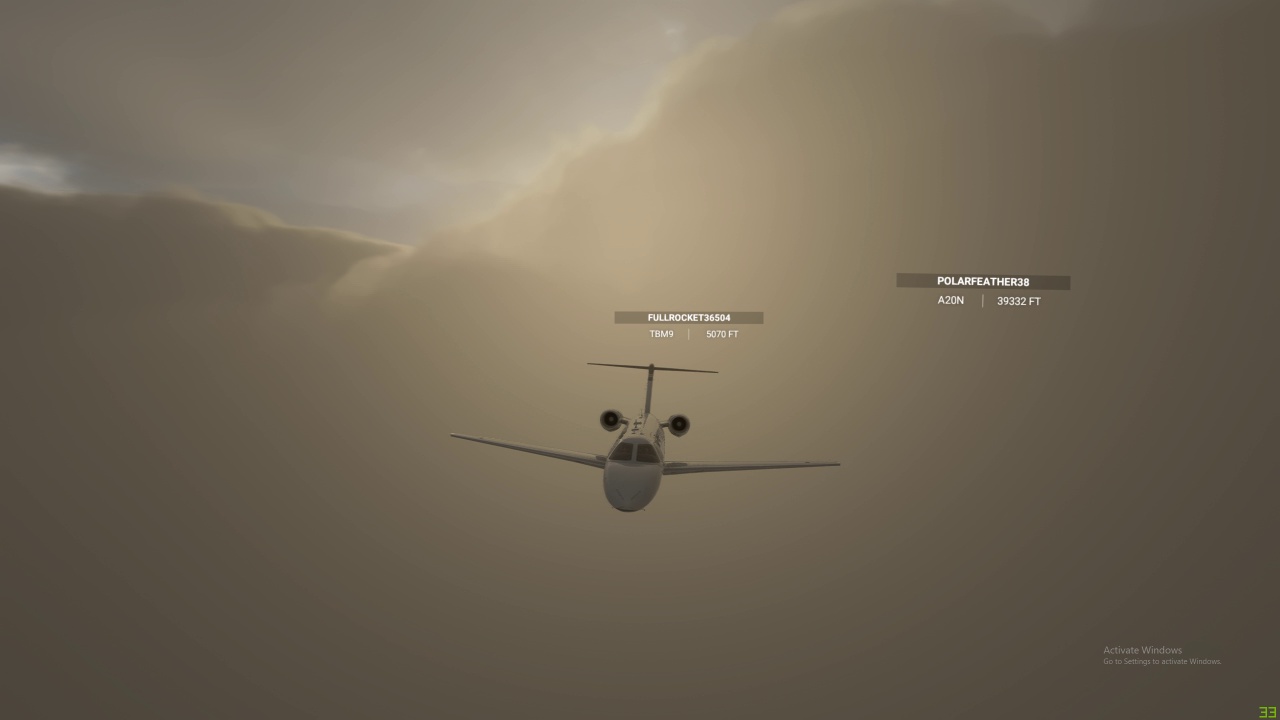 POLARFEATHER38
A20N | 39332 FT
FULLROCKET36504
TBM9 | 5070 FT
Activate Windows
Go to Settings to activate Windows.
33